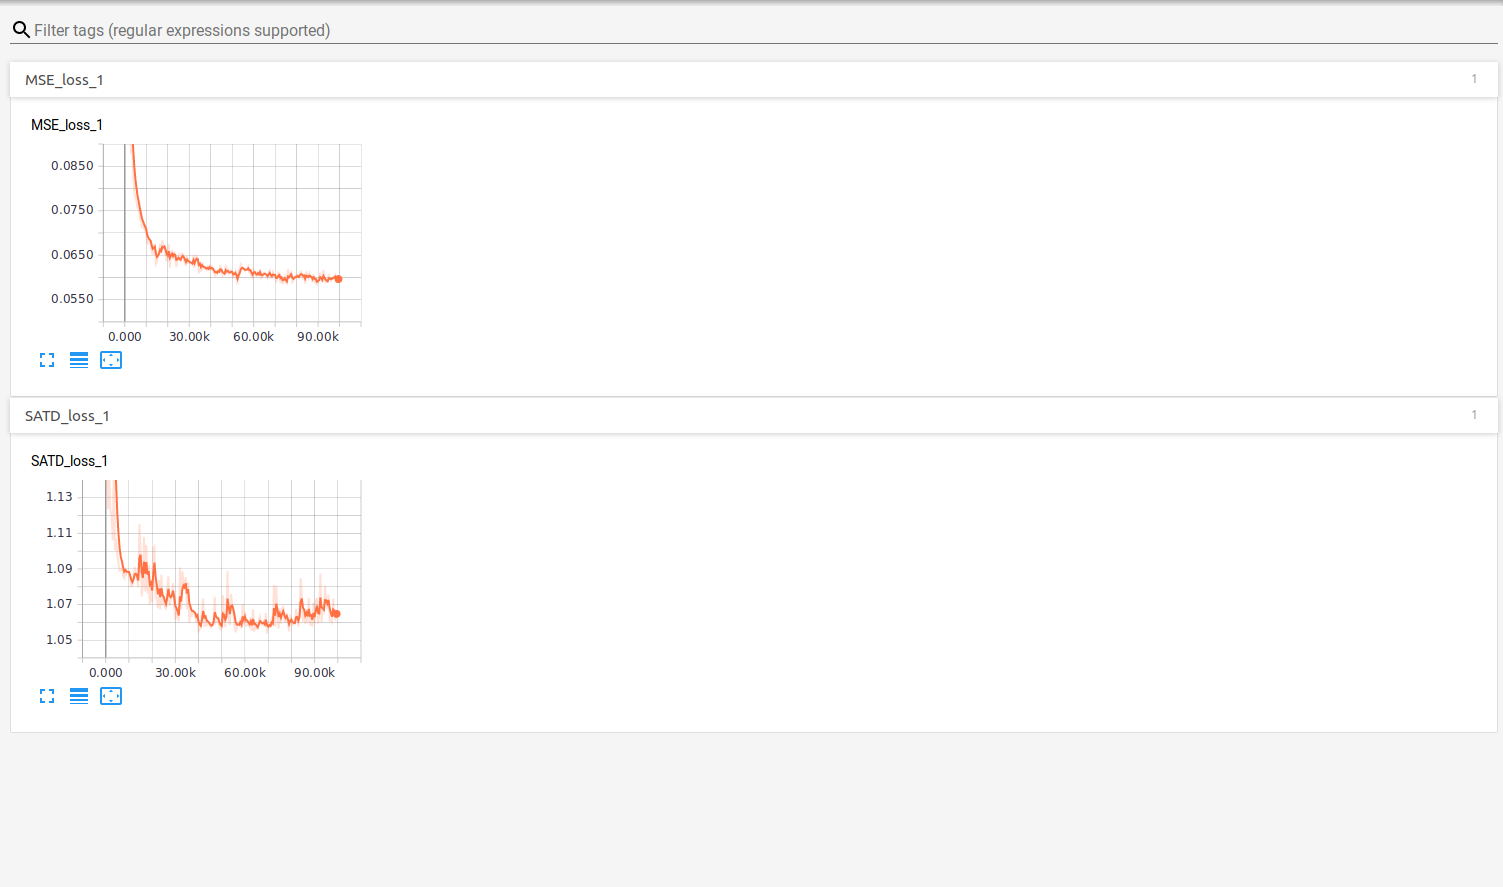 Filter tags (regular expressions supported)
MSE_loss_1 1
MSE_loss_1
0.0850
0.0750
0.0650
0.0550
0.000 30.00k 60.00k 90.00k
SATD_loss_1 1
SATD_loss_1
1.13
1.11
1.09
1.07
1.05
0.000 30.00k 60.00k 90.00k